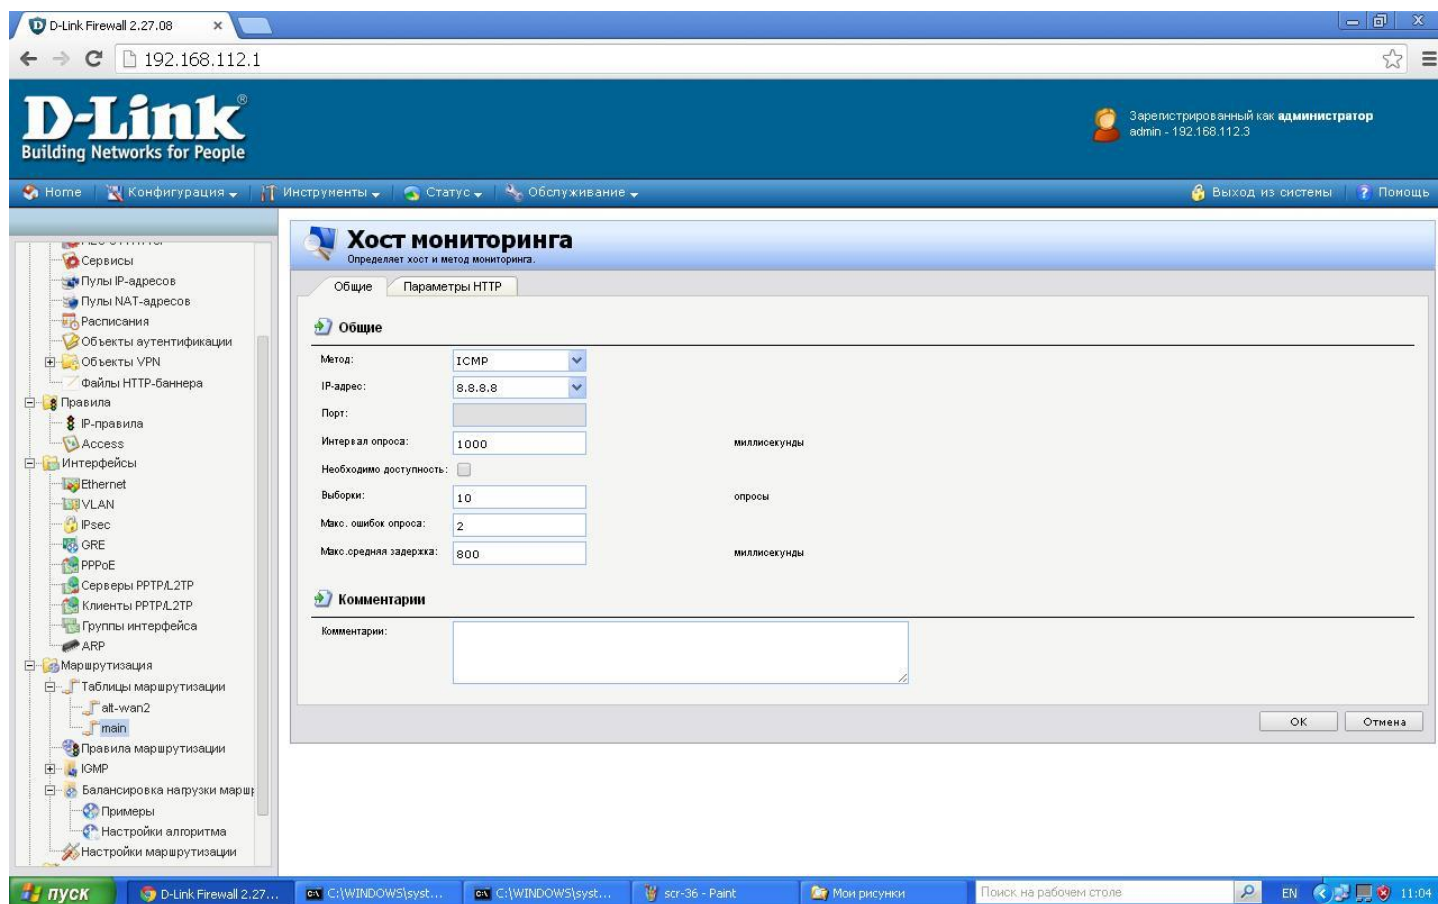 D-Link Firewall 2.27.08
192.168.112.1
D-Link®
Building Networks for People
Зарегистрированный как администратор
admin - 192.168.112.3
Home
Конфигурация
Инструменты
Статус
Обслуживание
Выход из системы
Помощь
Сервисы
Пулы IP-адресов
Пулы NAT-адресов
Расписания
Объекты аутентификации
Объекты VPN
Файлы HTTP-баннера
Правила
IP-правила
Access
Интерфейсы
Ethernet
VLAN
IPsec
GRE
PPPoE
Серверы PPTP/L2TP
Клиенты PPTP/L2TP
Группы интерфейса
ARP
Маршрутизация
Таблицы маршрутизации
alt-wan2
main
Правила маршрутизации
IGMP
Балансировка нагрузки марш
Примеры
Настройки алгоритма
Настройки маршрутизации
Хост мониторинга
Определяет хост и метод мониторинга.
Общие
Параметры HTTP
Общие
Метод: ICMP
IP-адрес: 8.8.8.8
Порт:
Интервал опроса: 1000 миллисекунды
Необходимо доступность:
Выборки: 10 опросы
Макс. ошибок опроса: 2
Макс.средняя задержка: 800 миллисекунды
Комментарии
Комментарии:
OK
Отмена
пуск
D-Link Firewall 2.27...
C:\WINDOWS\syst...
C:\WINDOWS\syst...
scr-36 - Paint
Мои рисунки
Поиск на рабочем столе
EN
11:04